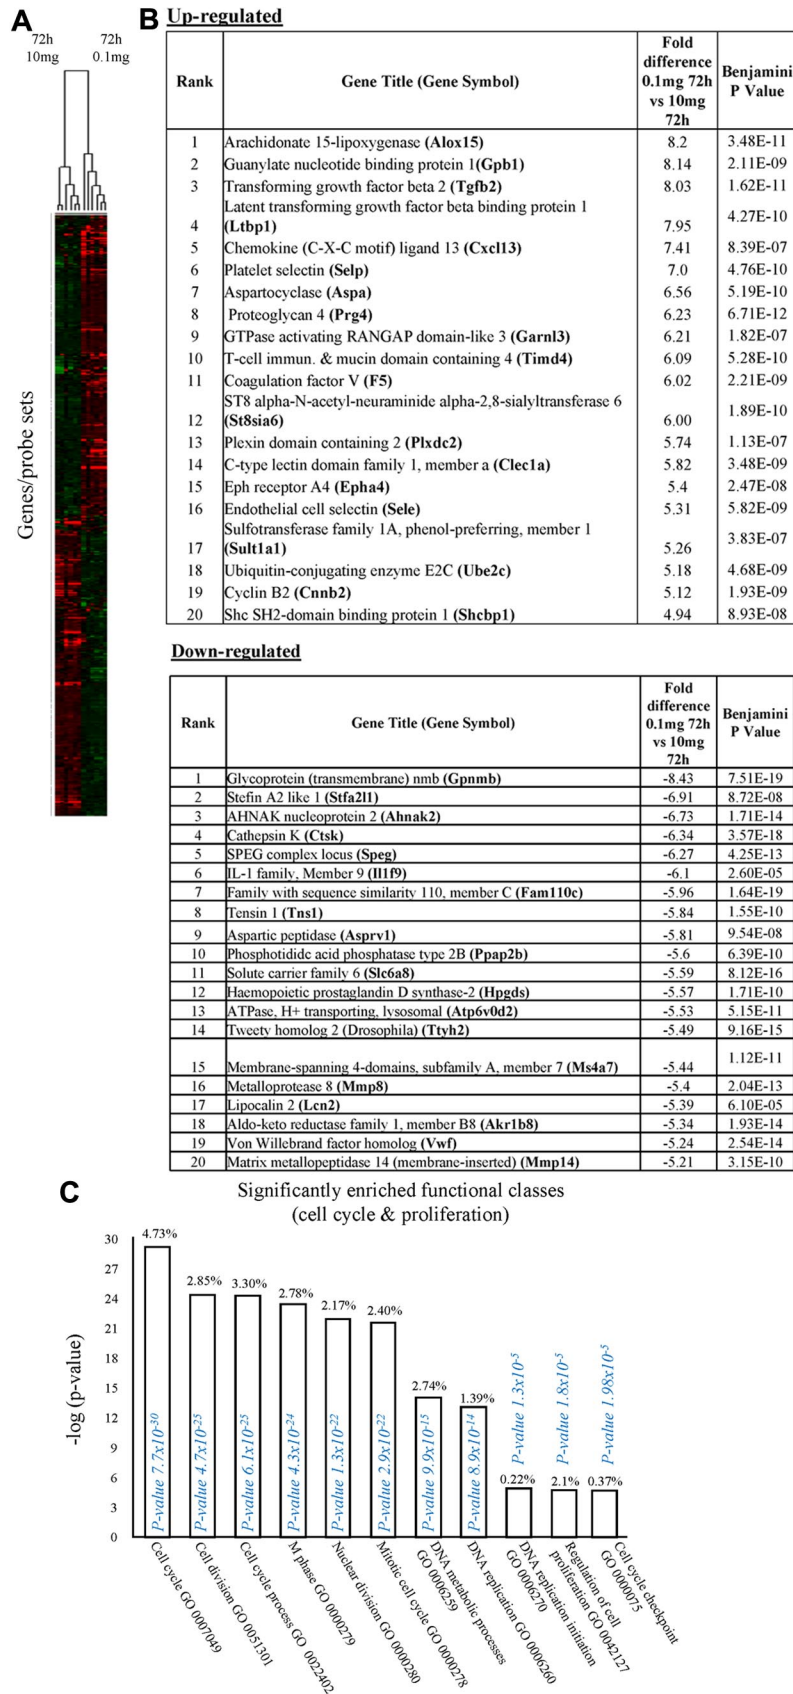 A
72h 72h
10mg 0.1mg
Genes/probe sets
B Up-regulated
Rank Gene Title (Gene Symbol) Fold difference 0.1mg 72h vs 10mg 72h Benjamini P Value
1 Arachidonate 15-lipoxygenase (Alox15) 8.2 3.48E-11
2 Guanylate nucleotide binding protein 1(Gpb1) 8.14 2.11E-09
3 Transforming growth factor beta 2 (Tgfb2) 8.03 1.62E-11
4 Latent transforming growth factor beta binding protein 1 (Ltbp1) 7.95 4.27E-10
5 Chemokine (C-X-C motif) ligand 13 (Cxcl13) 7.41 8.39E-07
6 Platelet selectin (Selp) 7.0 4.76E-10
7 Aspartocyclase (Aspa) 6.56 5.19E-10
8 Proteoglycan 4 (Prg4) 6.23 6.71E-12
9 GTPase activating RANGAP domain-like 3 (Garnl3) 6.21 1.82E-07
10 T-cell immun. & mucin domain containing 4 (Timd4) 6.09 5.28E-10
11 Coagulation factor V (F5) 6.02 2.21E-09
12 ST8 alpha-N-acetyl-neuraminide alpha-2,8-sialyltransferase 6 (St8sia6) 6.00 1.89E-10
13 Plexin domain containing 2 (Plxdc2) 5.74 1.13E-07
14 C-type lectin domain family 1, member a (Clec1a) 5.82 3.48E-09
15 Eph receptor A4 (Epha4) 5.4 2.47E-08
16 Endothelial cell selectin (Sele) 5.31 5.82E-09
17 Sulfotransferase family 1A, phenol-preferring, member 1 (Sult1a1) 5.26 3.83E-07
18 Ubiquitin-conjugating enzyme E2C (Ube2c) 5.18 4.68E-09
19 Cyclin B2 (Cnnb2) 5.12 1.93E-09
20 Shc SH2-domain binding protein 1 (Shcbp1) 4.94 8.93E-08
Down-regulated
Rank Gene Title (Gene Symbol) Fold difference 0.1mg 72h vs 10mg 72h Benjamini P Value
1 Glycoprotein (transmembrane) nmb (Gpnmb) -8.43 7.51E-19
2 Stefin A2 like 1 (Stfa2l1) -6.91 8.72E-08
3 AHNAK nucleoprotein 2 (Ahnak2) -6.73 1.71E-14
4 Cathepsin K (Ctsk) -6.34 3.57E-18
5 SPEG complex locus (Speg) -6.27 4.25E-13
6 IL-1 family, Member 9 (Il1f9) -6.1 2.60E-05
7 Family with sequence similarity 110, member C (Fam110c) -5.96 1.64E-19
8 Tensin 1 (Tns1) -5.84 1.55E-10
9 Aspartic peptidase (Asprv1) -5.81 9.54E-08
10 Phosphotididc acid phosphatase type 2B (Ppap2b) -5.6 6.39E-10
11 Solute carrier family 6 (Slc6a8) -5.59 8.12E-16
12 Haemopoietic prostaglandin D synthase-2 (Hpgds) -5.57 1.71E-10
13 ATPase, H+ transporting, lysosomal (Atp6v0d2) -5.53 5.15E-11
14 Tweety homolog 2 (Drosophila) (Ttyh2) -5.49 9.16E-15
15 Membrane-spanning 4-domains, subfamily A, member 7 (Ms4a7) -5.44 1.12E-11
16 Metalloprotease 8 (Mmp8) -5.4 2.04E-13
17 Lipocalin 2 (Lcn2) -5.39 6.10E-05
18 Aldo-keto reductase family 1, member B8 (Akr1b8) -5.34 1.93E-14
19 Von Willebrand factor homolog (Vwf) -5.24 2.54E-14
20 Matrix metallopeptidase 14 (membrane-inserted) (Mmp14) -5.21 3.15E-10
C Significantly enriched functional classes
(cell cycle & proliferation)
-log (p-value)
30
27
24
21
18
15
12
9
6
3
0
4.73% 2.85% 3.30% 2.78% 2.17% 2.40% 2.74% 1.39% 0.22% 2.1% 0.37%
P-value 7.7x10⁻³⁰
P-value 4.7x10⁻²⁵
P-value 6.1x10⁻²⁵
P-value 4.3x10⁻²⁴
P-value 1.3x10⁻²²
P-value 2.9x10⁻²²
P-value 9.9x10⁻¹⁵
P-value 8.9x10⁻¹⁴
P-value 1.3x10⁻⁵
P-value 1.8x10⁻⁵
P-value 1.98x10⁻⁵
Cell cycle GO 0007049
Cell division GO 0051301
Cell cycle process GO 0022402
M phase GO 0000279
Nuclear division GO 0000280
Mitotic cell cycle GO 0000278
DNA metabolic processes
GO 0006259
DNA replication GO 0006260
DNA replication initiation
GO 0006270
Regulation of cell
proliferation GO 0042127
Cell cycle checkpoint
GO 0000075